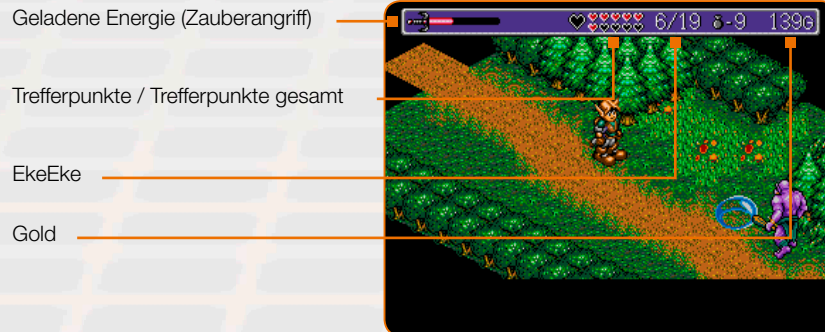 Geladene Energie (Zauberangriff)
6/19 -9 139G
Trefferpunkte / Trefferpunkte gesamt
EkeEke
Gold